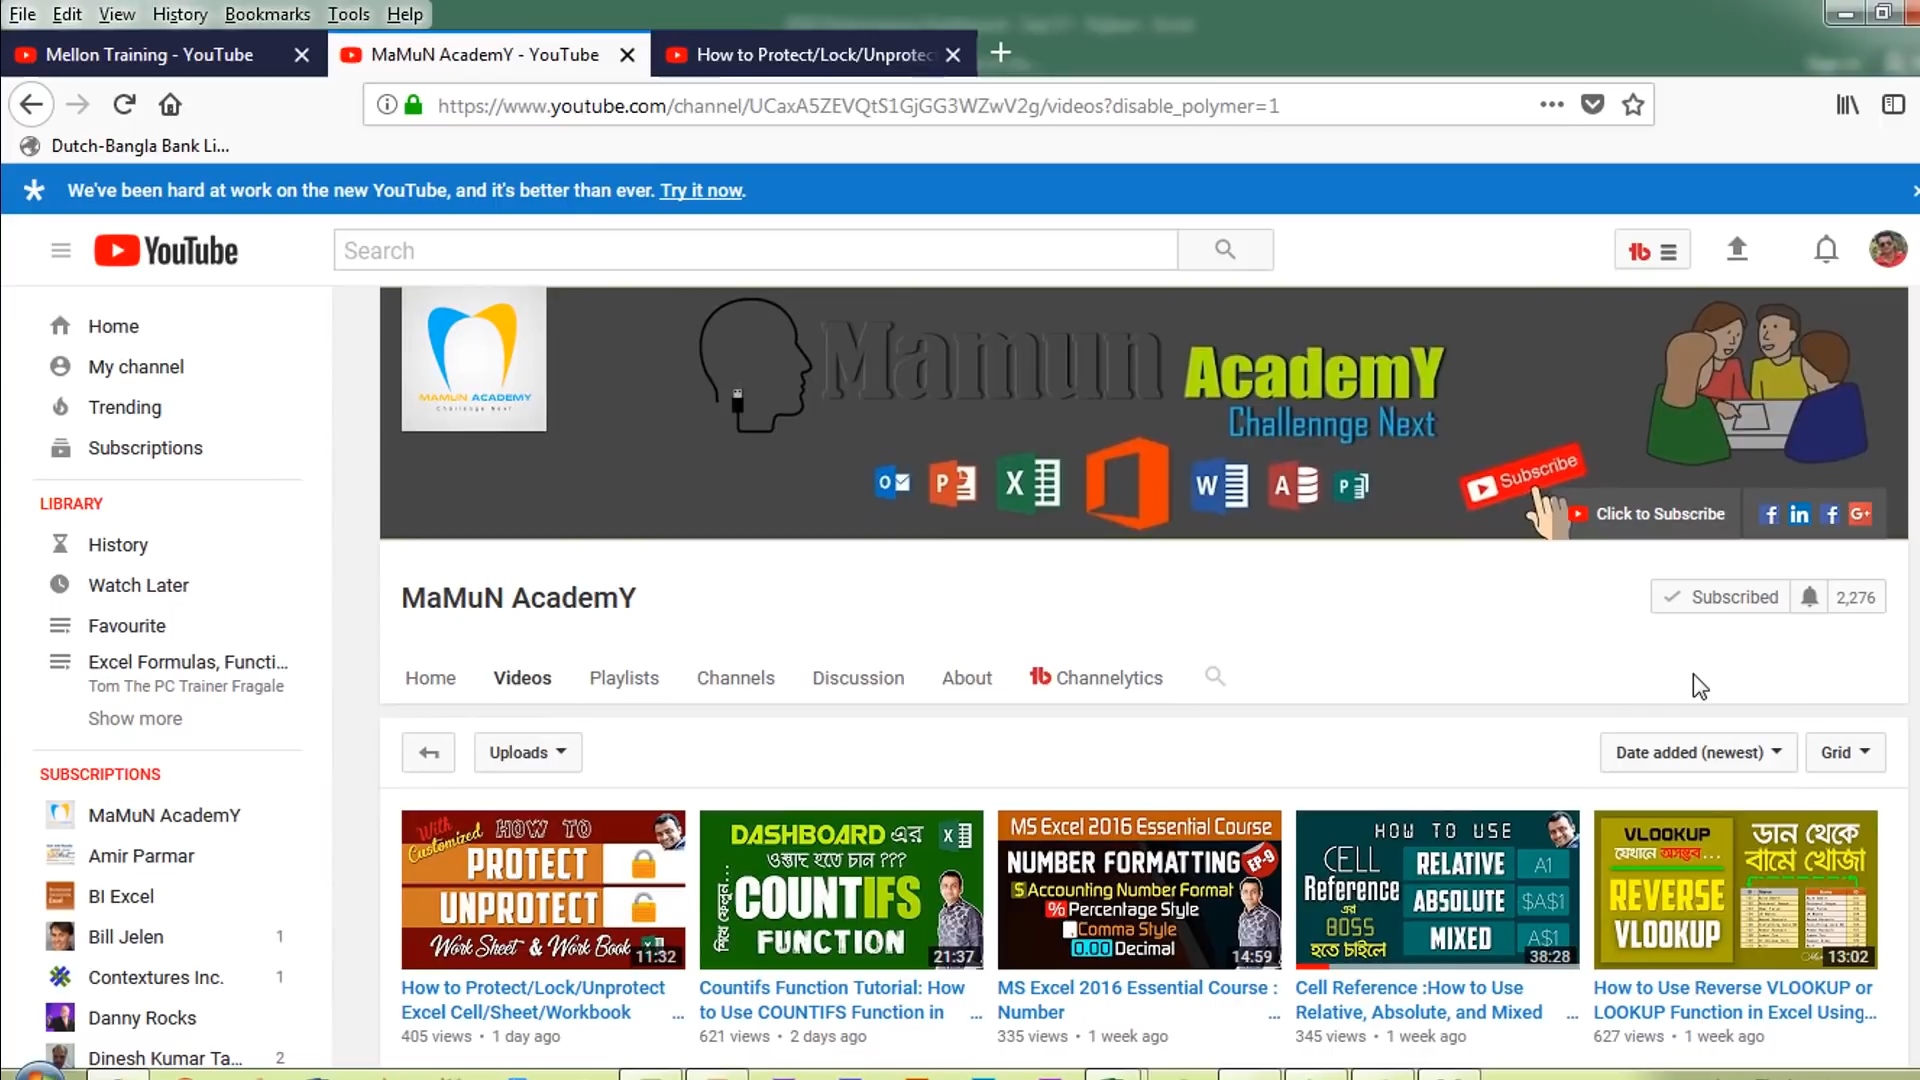 File Edit View History Bookmarks Tools Help
Mellon Training - YouTube
MaMuN AcademY - YouTube
How to Protect/Lock/Unprotec
https://www.youtube.com/channel/UCaxA5ZEVQtS1GjGG3WZwV2g/videos?disable_polymer=1
Dutch-Bangla Bank Li...
We've been hard at work on the new YouTube, and it's better than ever. Try it now.
YouTube
Search
Home
My channel
Trending
Subscriptions
LIBRARY
History
Watch Later
Favourite
Excel Formulas, Functi...
Tom The PC Trainer Fragale
Show more
SUBSCRIPTIONS
MaMuN AcademY
Amir Parmar
BI Excel
Bill Jelen 1
Contextures Inc. 1
Danny Rocks
Dinesh Kumar Ta... 2
MAMUN ACADEMY
Challenge Next
Mamun AcademY
Challennge Next
Subscribe
Click to Subscribe
MaMuN AcademY
Subscribed 2,276
Home Videos Playlists Channels Discussion About Channelytics
Uploads
Date added (newest)
Grid
With Customized HOW TO
PROTECT
UNPROTECT
Work Sheet & Work Book
11:32
How to Protect/Lock/Unprotect
Excel Cell/Sheet/Workbook ...
405 views • 1 day ago
DASHBOARD এর
ওস্তাদ হতে চান ???
শিখে ফেলুন...
COUNTIFS
FUNCTION
21:37
Countifs Function Tutorial: How
to Use COUNTIFS Function in ...
621 views • 2 days ago
MS Excel 2016 Essential Course
NUMBER FORMATTING EP-9
$ Accounting Number Format
% Percentage Style
, Comma Style
0.00 Decimal
14:59
MS Excel 2016 Essential Course :
Number ...
335 views • 1 week ago
HOW TO USE
CELL Reference এর BOSS হতে চাইলে
RELATIVE A1
ABSOLUTE $A$1
MIXED A$1
38:28
Cell Reference :How to Use
Relative, Absolute, and Mixed ...
345 views • 1 week ago
VLOOKUP
যেখানে অসম্ভব...
REVERSE
VLOOKUP
ডান থেকে
বামে খোজা
13:02
How to Use Reverse VLOOKUP or
LOOKUP Function in Excel Using...
627 views • 1 week ago